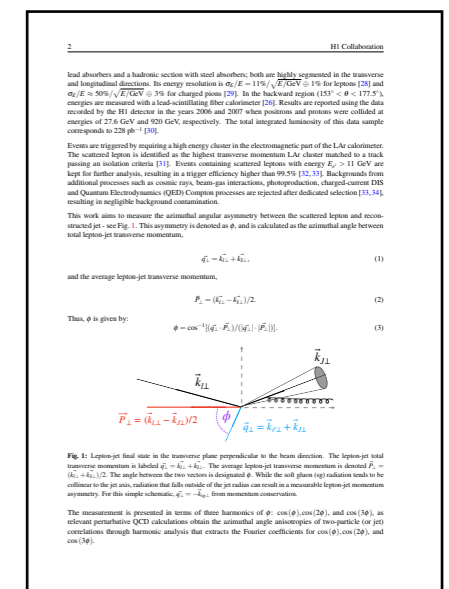 2 H1 Collaboration
lead absorbers and a hadronic section with steel absorbers; both are highly segmented in the transverse
and longitudinal directions. Its energy resolution is σ_E/E = 11%/√E/GeV ⊕ 1% for leptons [28] and
σ_E/E ≈ 50%/√E/GeV ⊕ 3% for charged pions [29]. In the backward region (153° < θ < 177.5°),
energies are measured with a lead-scintillating fiber calorimeter [26]. Results are reported using the data
recorded by the H1 detector in the years 2006 and 2007 when positrons and protons were collided at
energies of 27.6 GeV and 920 GeV, respectively. The total integrated luminosity of this data sample
corresponds to 228 pb⁻¹ [30].
Events are triggered by requiring a high energy cluster in the electromagnetic part of the LAr calorimeter.
The scattered lepton is identified as the highest transverse momentum LAr cluster matched to a track
passing an isolation criteria [31]. Events containing scattered leptons with energy E_e′ > 11 GeV are
kept for further analysis, resulting in a trigger efficiency higher than 99.5% [32,33]. Backgrounds from
additional processes such as cosmic rays, beam-gas interactions, photoproduction, charged-current DIS
and Quantum Electrodynamics (QED) Compton processes are rejected after dedicated selection [33,34],
resulting in negligible background contamination.
This work aims to measure the azimuthal angular asymmetry between the scattered lepton and recon-
structed jet - see Fig. 1. This asymmetry is denoted as ϕ, and is calculated as the azimuthal angle between
total lepton-jet transverse momentum,
q⃗⊥ = k⃗l⊥ + k⃗J⊥, (1)
and the average lepton-jet transverse momentum,
P⃗⊥ = (k⃗l⊥ − k⃗J⊥)/2. (2)
Thus, ϕ is given by:
ϕ = cos⁻¹[(q⃗⊥ · P⃗⊥)/(|q⃗⊥| · |P⃗⊥|)]. (3)
k⃗J⊥
k⃗l⊥
P⃗⊥ = (k⃗l⊥ − k⃗J⊥)/2
ϕ
q⃗⊥ = k⃗l′⊥ + k⃗J⊥
Fig. 1: Lepton-jet final state in the transverse plane perpendicular to the beam direction. The lepton-jet total
transverse momentum is labeled q⃗⊥ = k⃗l⊥ + k⃗J⊥. The average lepton-jet transverse momentum is denoted P⃗⊥ =
(k⃗l⊥ + k⃗J⊥)/2. The angle between the two vectors is designated ϕ. While the soft gluon (sg) radiation tends to be
collinear to the jet axis, radiation that falls outside of the jet radius can result in a measurable lepton-jet momentum
asymmetry. For this simple schematic, q⃗⊥ = −k⃗sg⊥ from momentum conservation.
The measurement is presented in terms of three harmonics of ϕ: cos(ϕ), cos(2ϕ), and cos(3ϕ), as
relevant perturbative QCD calculations obtain the azimuthal angle anisotropies of two-particle (or jet)
correlations through harmonic analysis that extracts the Fourier coefficients for cos(ϕ), cos(2ϕ), and
cos(3ϕ).